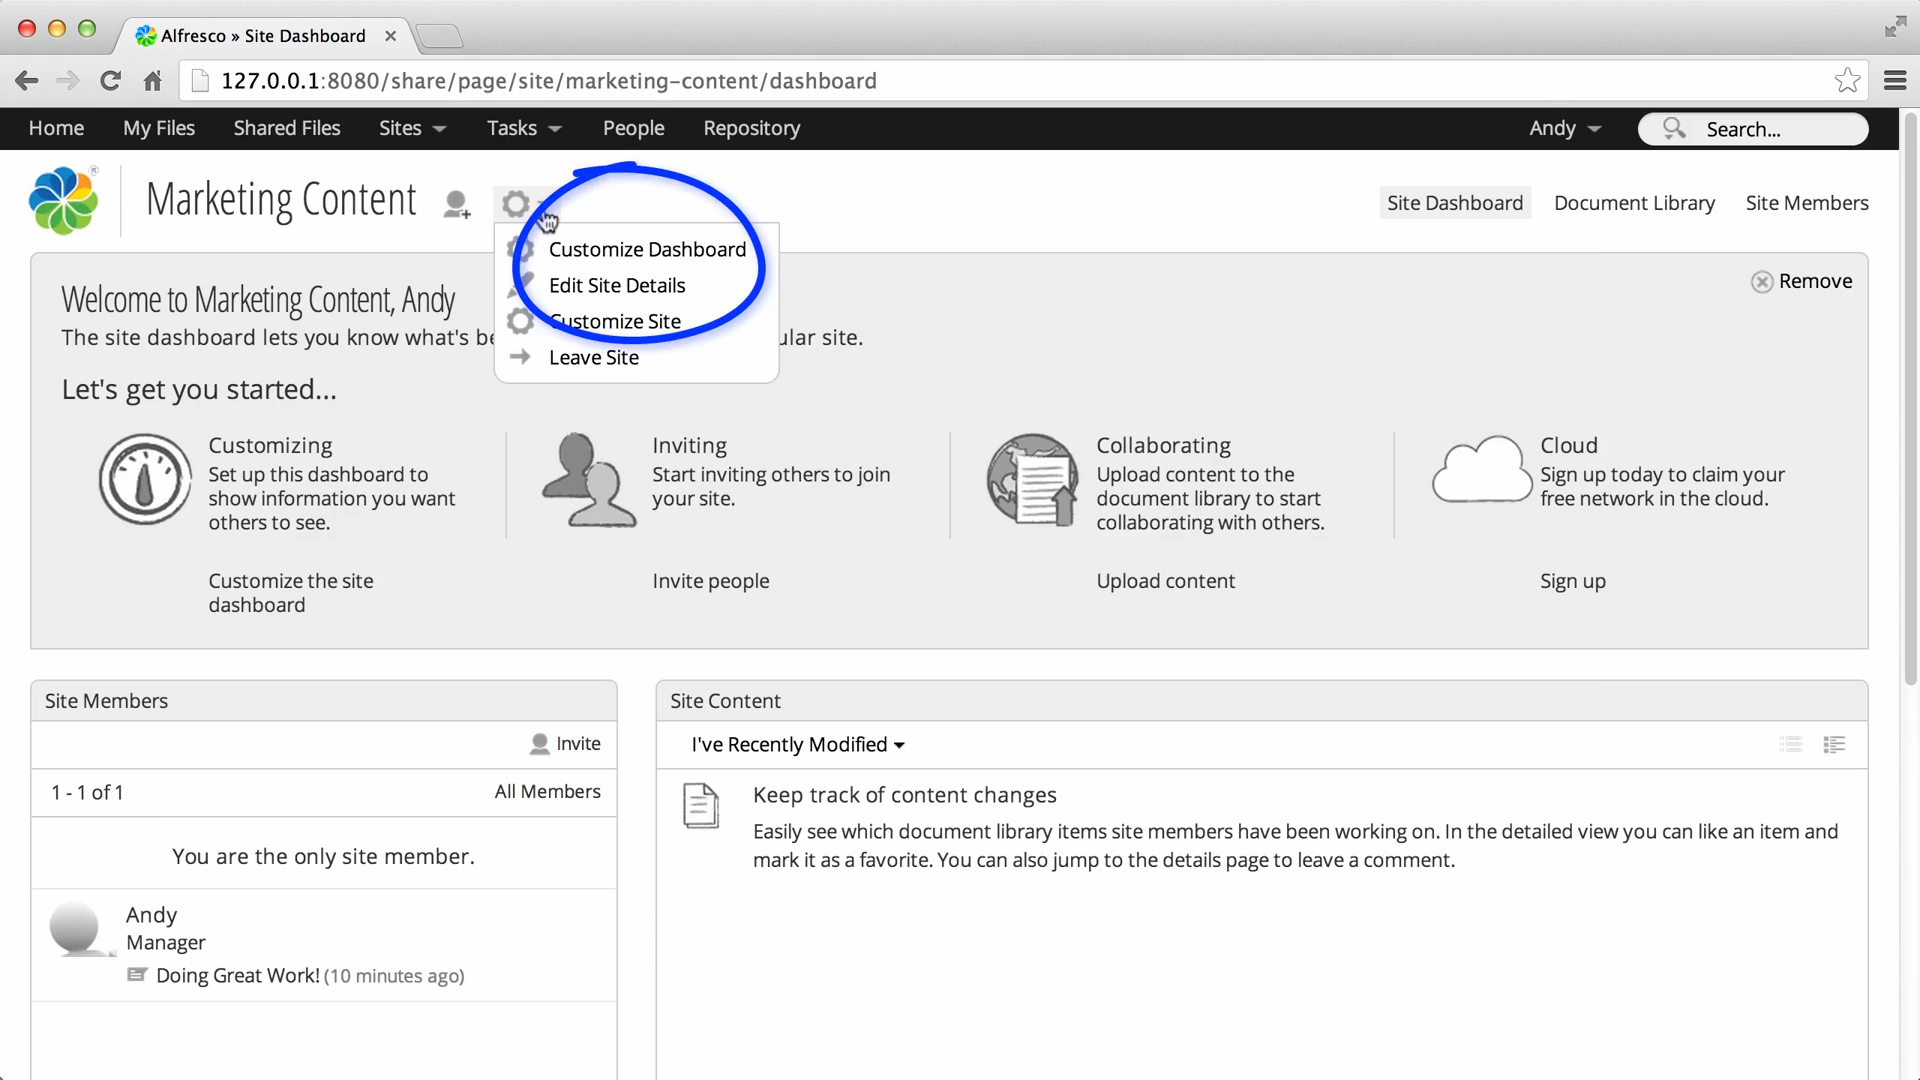 Alfresco » Site Dashboard
127.0.0.1:8080/share/page/site/marketing-content/dashboard
Home My Files Shared Files Sites Tasks People Repository Andy Search...
Marketing Content Site Dashboard Document Library Site Members
Customize Dashboard
Edit Site Details
Customize Site
Leave Site
Welcome to Marketing Content, Andy Remove
The site dashboard lets you know what's be ular site.
Let's get you started...
Customizing
Set up this dashboard to
show information you want
others to see.
Customize the site
dashboard
Inviting
Start inviting others to join
your site.
Invite people
Collaborating
Upload content to the
document library to start
collaborating with others.
Upload content
Cloud
Sign up today to claim your
free network in the cloud.
Sign up
Site Members
Invite
1 - 1 of 1 All Members
You are the only site member.
Andy
Manager
Doing Great Work! (10 minutes ago)
Site Content
I've Recently Modified
Keep track of content changes
Easily see which document library items site members have been working on. In the detailed view you can like an item and
mark it as a favorite. You can also jump to the details page to leave a comment.